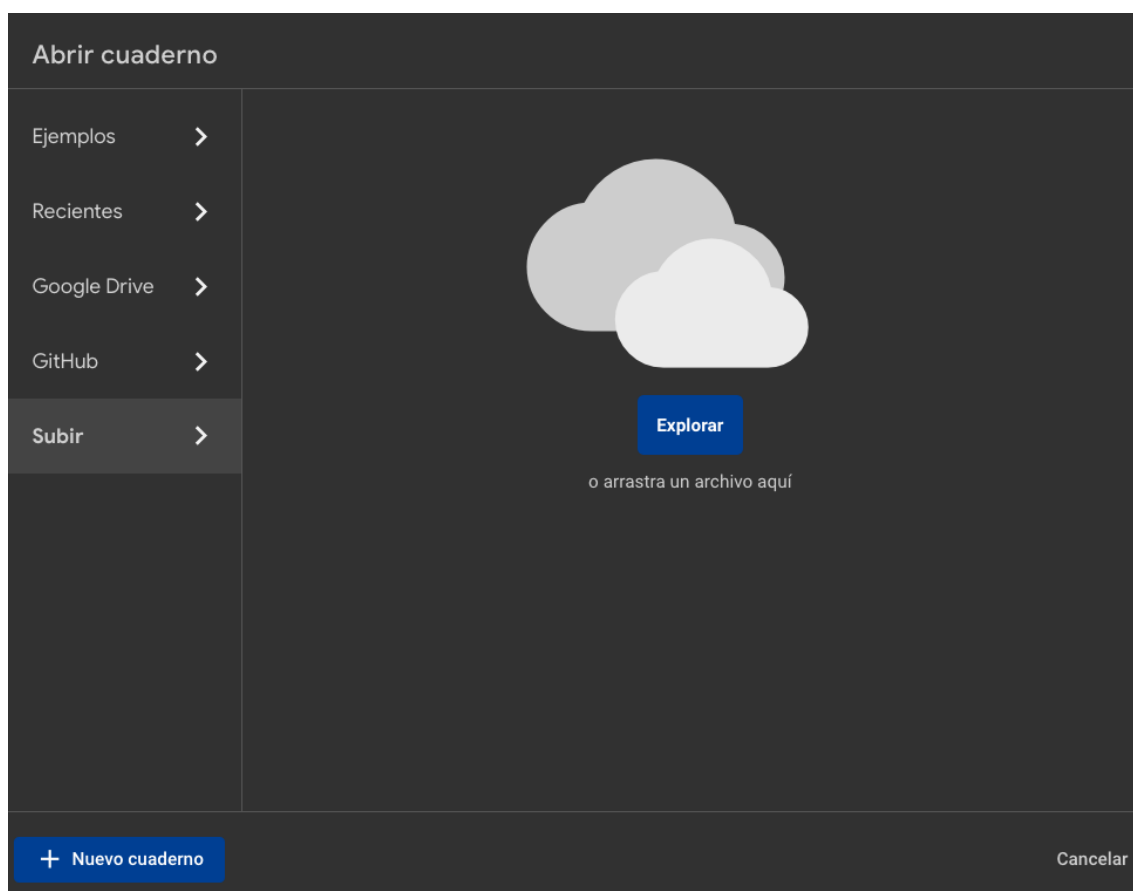 Abrir cuaderno
Ejemplos
Recientes
Google Drive
GitHub
Subir
Explorar
o arrastra un archivo aquí
+ Nuevo cuaderno
Cancelar